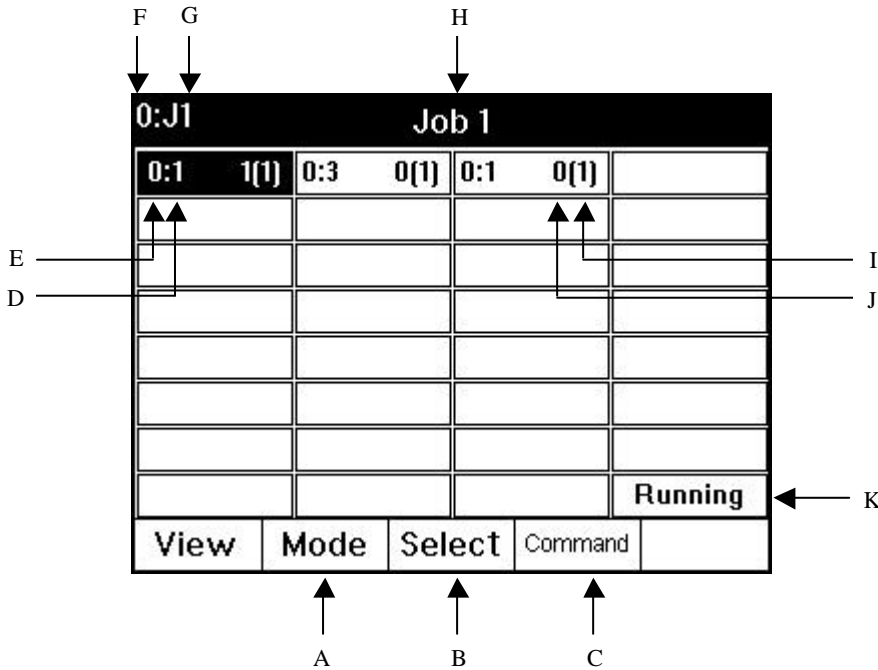 F G H
0:J1 Job 1
0:1 1(1) 0:3 0(1) 0:1 0(1)
E I
D J
Running K
View Mode Select Command
A B C